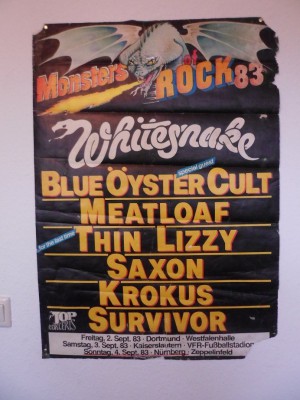 Monsters of ROCK 83
Whitesnake
special guest
BLUE ÖYSTER CULT
MEATLOAF
for the last time
THIN LIZZY
SAXON
KROKUS
SURVIVOR
TOP
CONCERTS
Freitag, 2. Sept. 83 · Dortmund · Westfalenhalle
Samstag, 3. Sept. 83 · Kaiserslautern · VFR-Fußballstadion
Sonntag, 4. Sept. 83 · Nürnberg · Zeppelinfeld